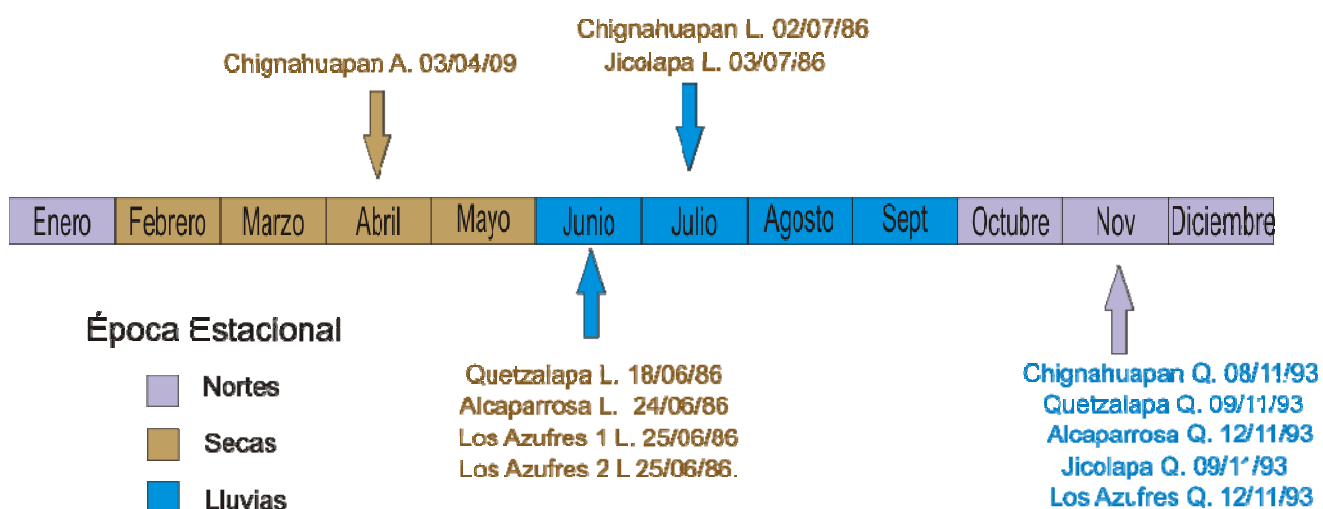 Chignahuapan L. 02/07/86
Jicolapa L. 03/07/86
Chignahuapan A. 03/04/09
Enero Febrero Marzo Abril Mayo Junio Julio Agosto Sept Octubre Nov Diciembre
Época Estacional
Nortes
Secas
Lluvias
Quetzalapa L. 18/06/86
Alcaparrosa L. 24/06/86
Los Azufres 1 L. 25/06/86
Los Azufres 2 L 25/06/86.
Chignahuapan Q. 08/11/93
Quetzalapa Q. 09/11/93
Alcaparrosa Q. 12/11/93
Jicolapa Q. 09/11/93
Los Azufres Q. 12/11/93